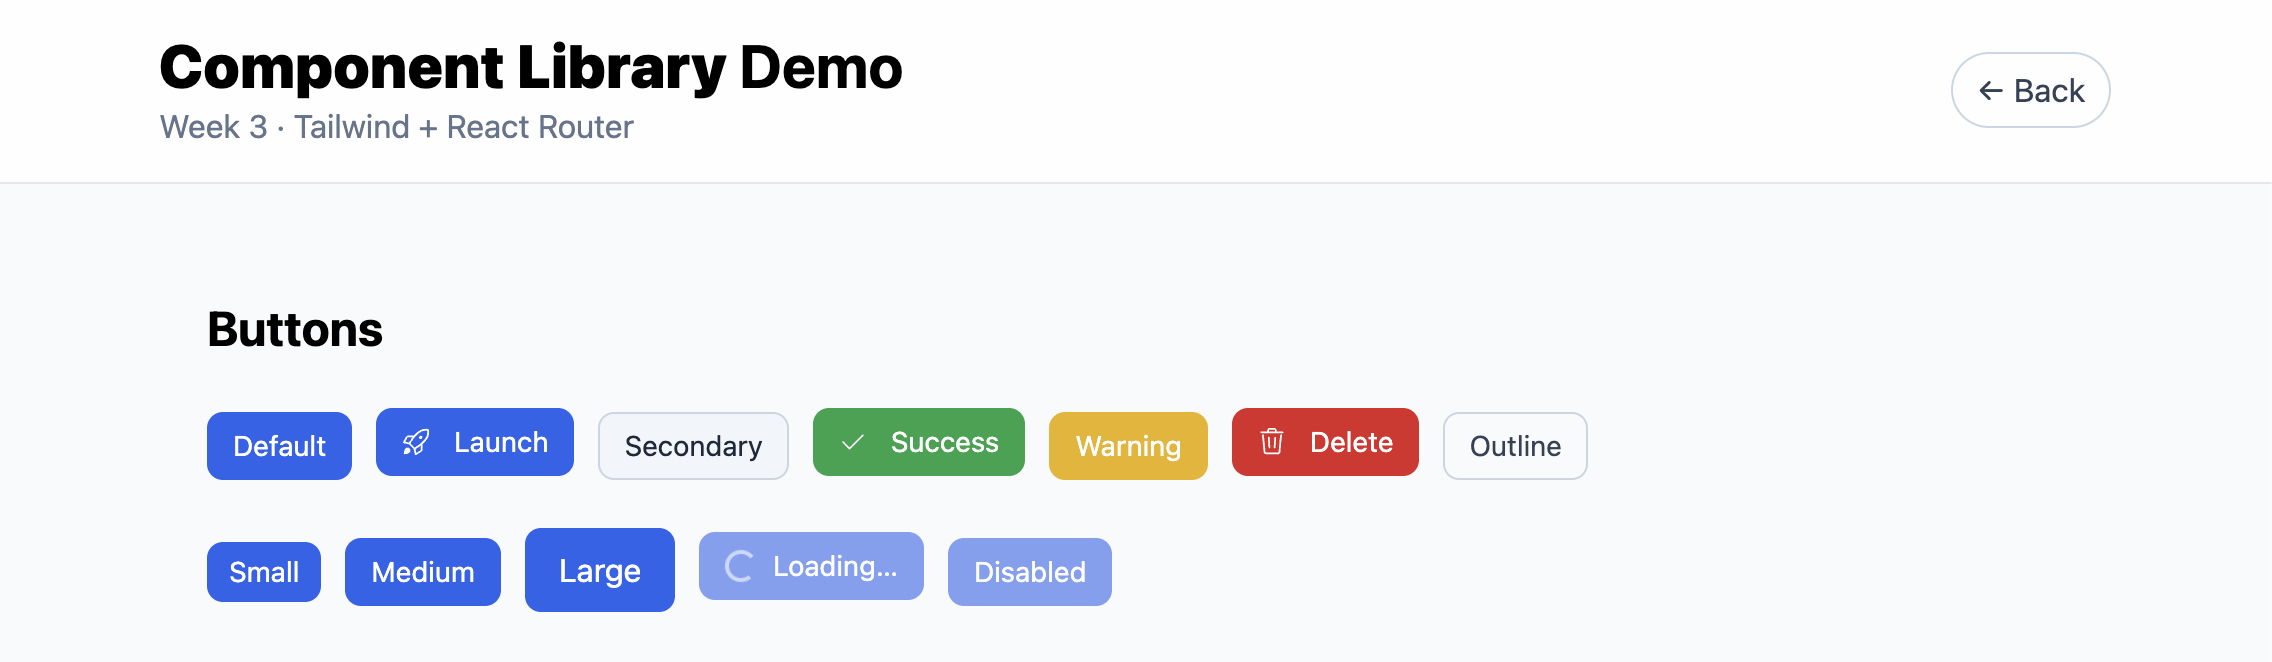 Component Library Demo
Week 3 · Tailwind + React Router
← Back
Buttons
Default Launch Secondary Success Warning Delete Outline
Small Medium Large Loading... Disabled